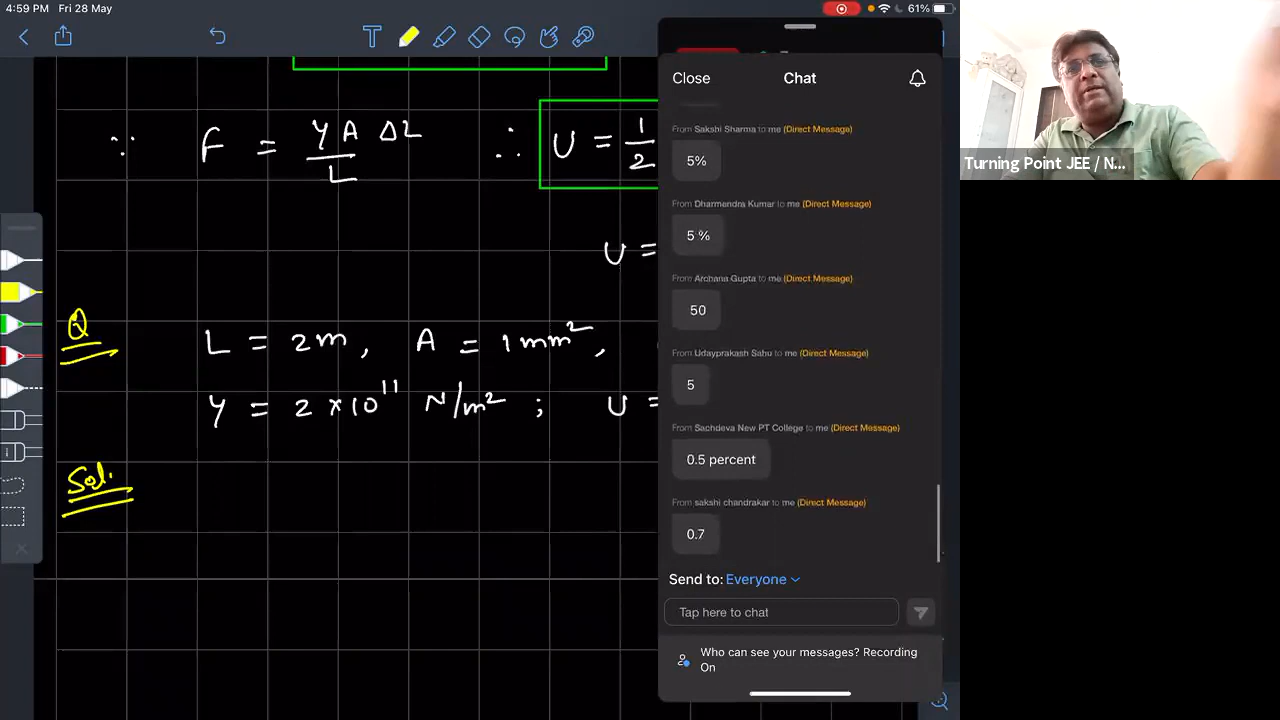 4:59 PM Fri 28 May
61%
T
Close
Chat
From Sakshi Sharma to me (Direct Message)
5%
From Dharmendra Kumar to me (Direct Message)
5 %
From Archana Gupta to me (Direct Message)
50
From Udayprakash Sahu to me (Direct Message)
5
From Sachdeva New PT College to me (Direct Message)
0.5 percent
From sakshi chandrakar to me (Direct Message)
0.7
Send to: Everyone
Tap here to chat
Who can see your messages? Recording
On
Turning Point JEE / N...
∵ F = YA/L ΔL ∴ U = 1/2
U =
Q L = 2m, A = 1mm²,
Y = 2 × 10¹¹ N/m² ; U =
Sol.